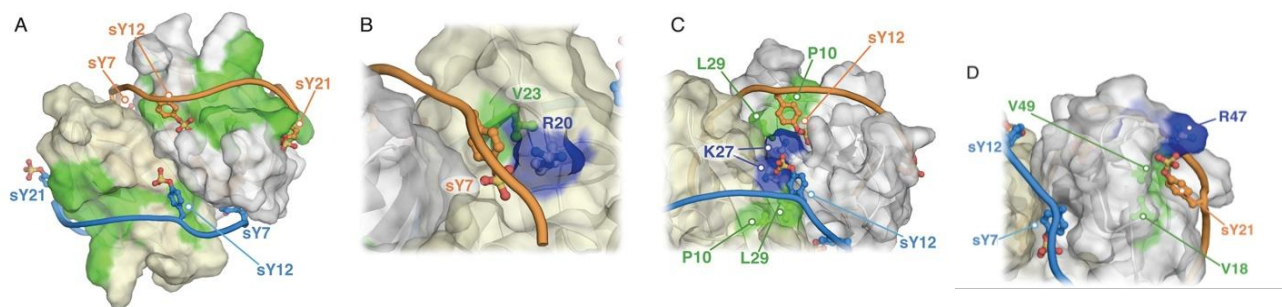 A
sY12
sY7
sY21
sY21
sY7
sY12
B
V23
R20
sY7
C
L29
P10
sY12
K27
P10
L29
sY12
D
V49
R47
sY12
sY7
sY21
V18